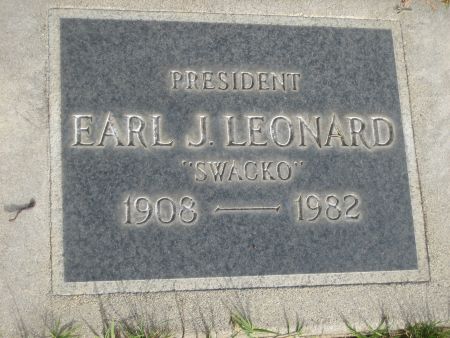 PRESIDENT
EARL J. LEONARD
"SWACKO"
1908 — 1982